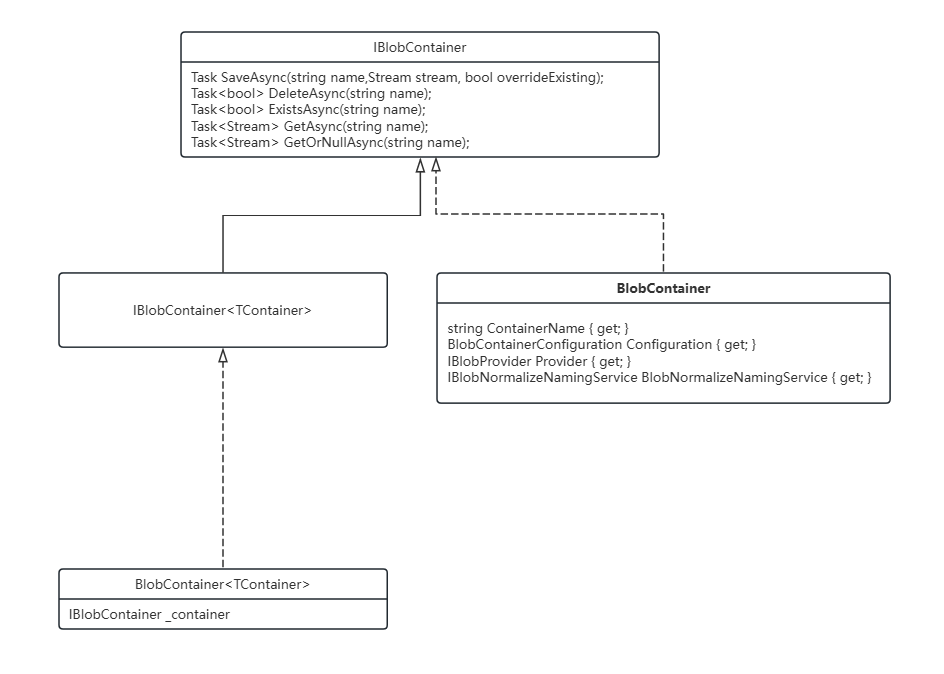 IBlobContainer
Task SaveAsync(string name,Stream stream, bool overrideExisting);
Task<bool> DeleteAsync(string name);
Task<bool> ExistsAsync(string name);
Task<Stream> GetAsync(string name);
Task<Stream> GetOrNullAsync(string name);
IBlobContainer<TContainer>
BlobContainer
string ContainerName { get; }
BlobContainerConfiguration Configuration { get; }
IBlobProvider Provider { get; }
IBlobNormalizeNamingService BlobNormalizeNamingService { get; }
BlobContainer<TContainer>
IBlobContainer _container